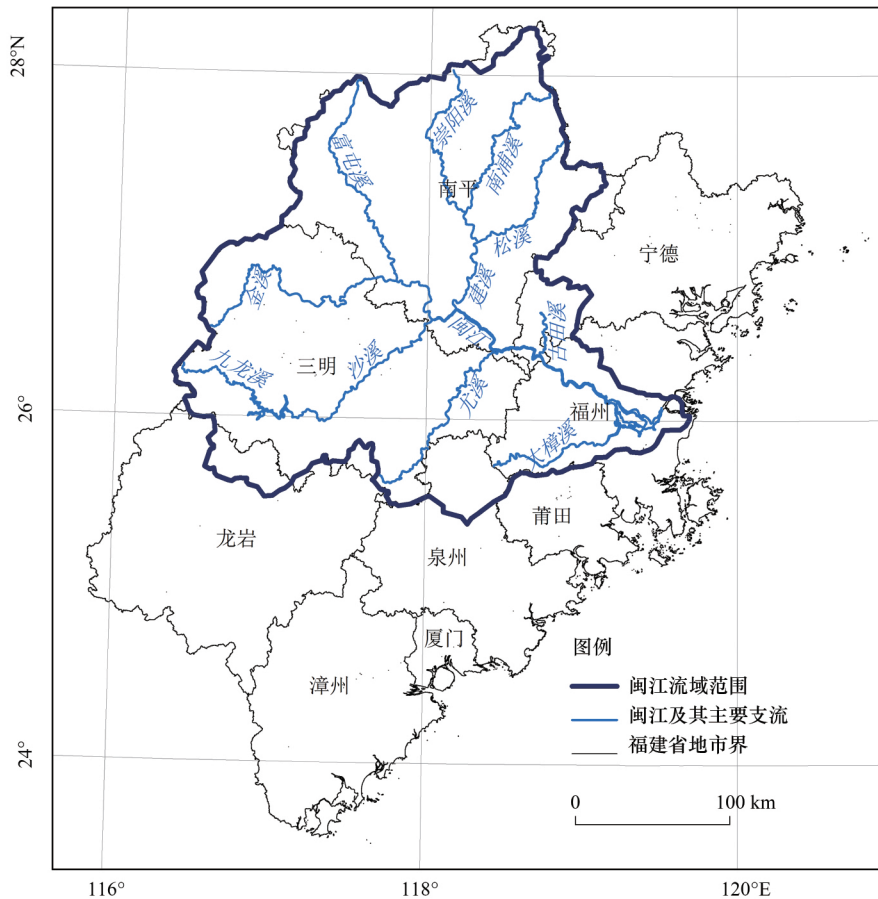 28°N
崇阳溪
富屯溪
南浦溪
南平
松溪
宁德
金溪
建溪
闽江
古田溪
九龙溪
三明
沙溪
尤溪
26°
福州
大樟溪
莆田
龙岩
泉州
厦门
漳州
图例
闽江流域范围
闽江及其主要支流
福建省地市界
24°
0 100 km
116° 118° 120°E